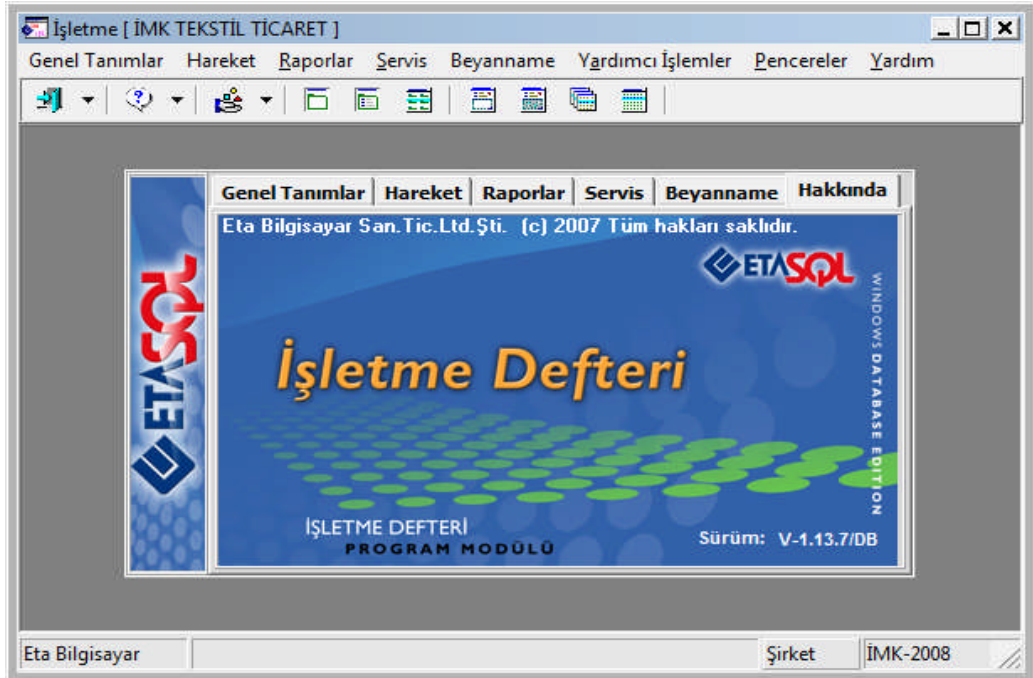 İşletme [ İMK TEKSTİL TİCARET ]
Genel Tanımlar Hareket Raporlar Servis Beyanname Yardımcı İşlemler Pencereler Yardım
Genel Tanımlar Hareket Raporlar Servis Beyanname Hakkında
Eta Bilgisayar San.Tic.Ltd.Şti. (c) 2007 Tüm hakları saklıdır.
ETASQL
ETASQL
WINDOWS DATABASE EDITION
İşletme Defteri
İŞLETME DEFTERİ
PROGRAM MODÜLÜ
Sürüm: V-1.13.7/DB
Eta Bilgisayar Şirket İMK-2008